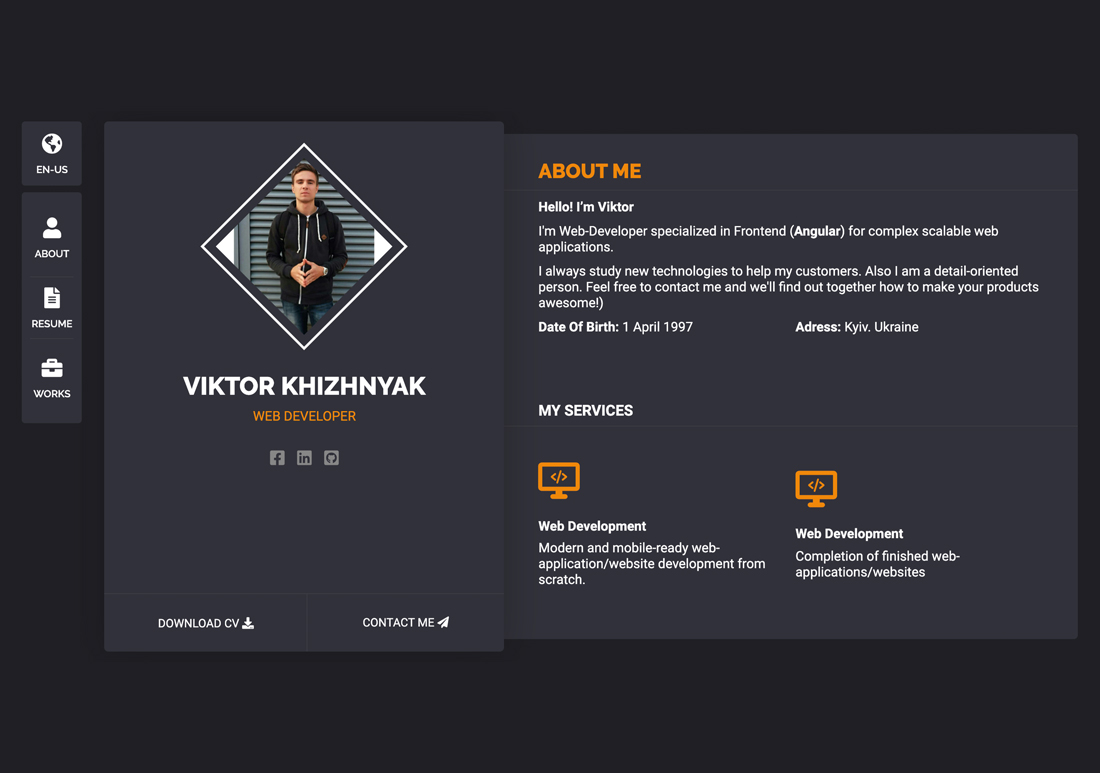 EN-US
ABOUT
RESUME
WORKS
VIKTOR KHIZHNYAK
WEB DEVELOPER
DOWNLOAD CV
CONTACT ME
ABOUT ME
Hello! I'm Viktor
I'm Web-Developer specialized in Frontend (Angular) for complex scalable web
applications.
I always study new technologies to help my customers. Also I am a detail-oriented
person. Feel free to contact me and we'll find out together how to make your products
awesome!)
Date Of Birth: 1 April 1997
Adress: Kyiv. Ukraine
MY SERVICES
Web Development
Modern and mobile-ready web-
application/website development from
scratch.
Web Development
Completion of finished web-
applications/websites